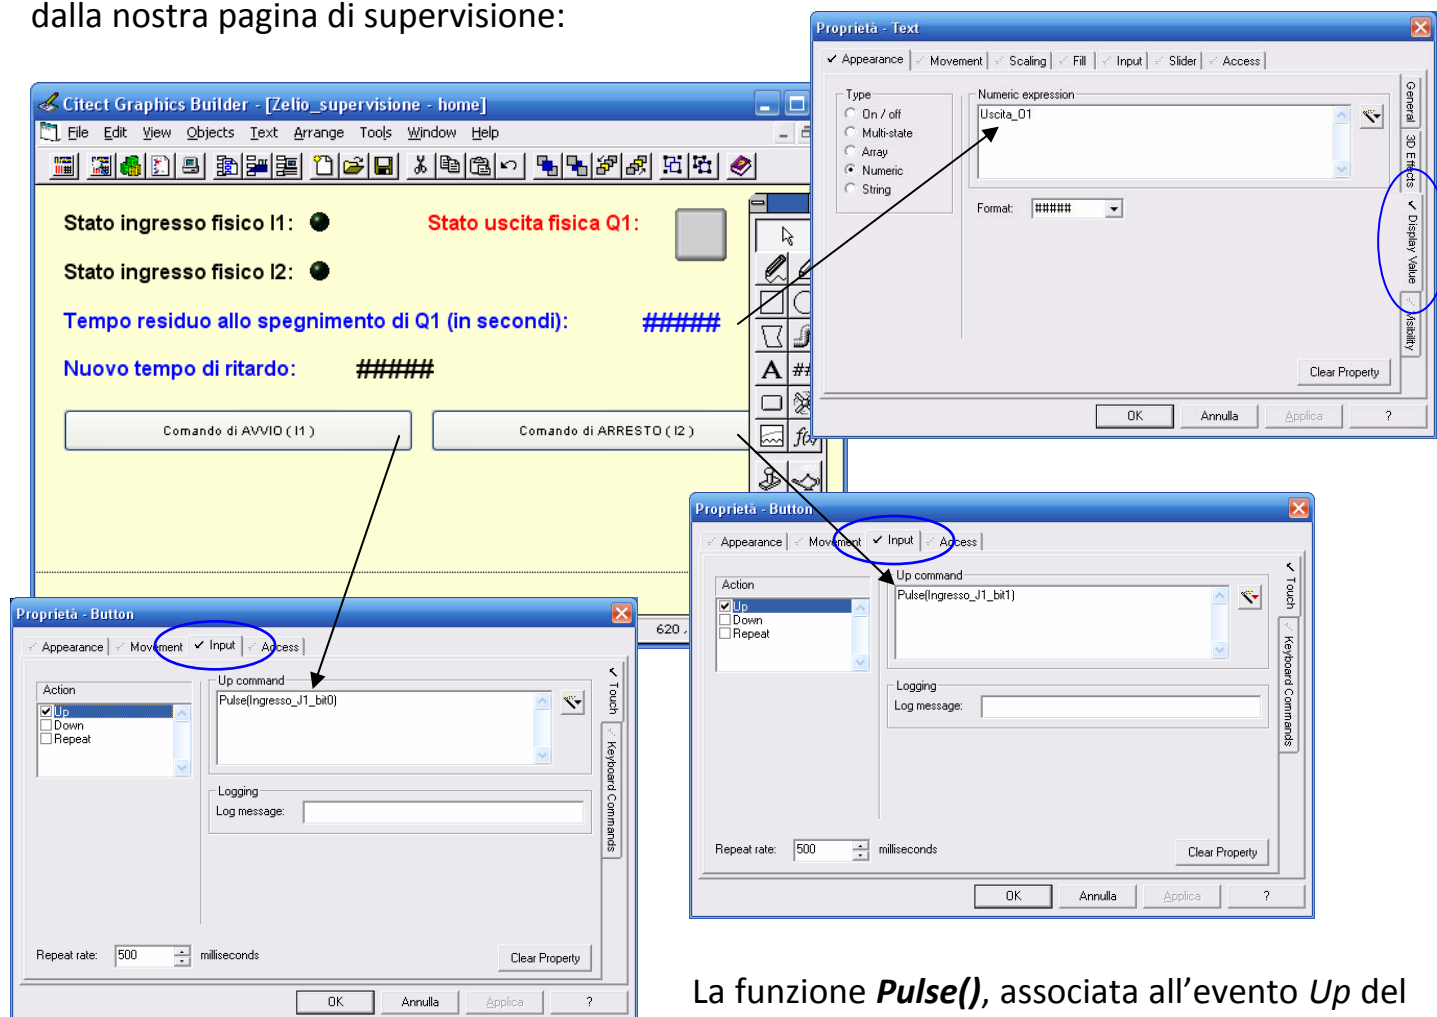 dalla nostra pagina di supervisione:
Proprietà - Text
Appearance Movement Scaling Fill Input Slider Access
Type
On / off
Multi-state
Array
Numeric
String
Numeric expression
Uscita_01
Format: #####
General
3D Effects
Display Value
Visibility
Clear Property
OK Annulla Applica ?
Citect Graphics Builder - [Zelio_supervisione - home]
File Edit View Objects Text Arrange Tools Window Help
Stato ingresso fisico I1:
Stato uscita fisica Q1:
Stato ingresso fisico I2:
Tempo residuo allo spegnimento di Q1 (in secondi): #####
Nuovo tempo di ritardo: #####
Comando di AVVIO ( I1 )
Comando di ARRESTO ( I2 )
620 ,
Proprietà - Button
Appearance Movement Input Access
Action
Up
Down
Repeat
Up command
Pulse(Ingresso_J1_bit1)
Logging
Log message:
Touch
Keyboard Commands
Repeat rate: 500 milliseconds
Clear Property
OK Annulla Applica ?
Proprietà - Button
Appearance Movement Input Access
Action
Up
Down
Repeat
Up command
Pulse(Ingresso_J1_bit0)
Logging
Log message:
Touch
Keyboard Commands
Repeat rate: 500 milliseconds
Clear Property
OK Annulla Applica ?
La funzione Pulse(), associata all’evento Up del